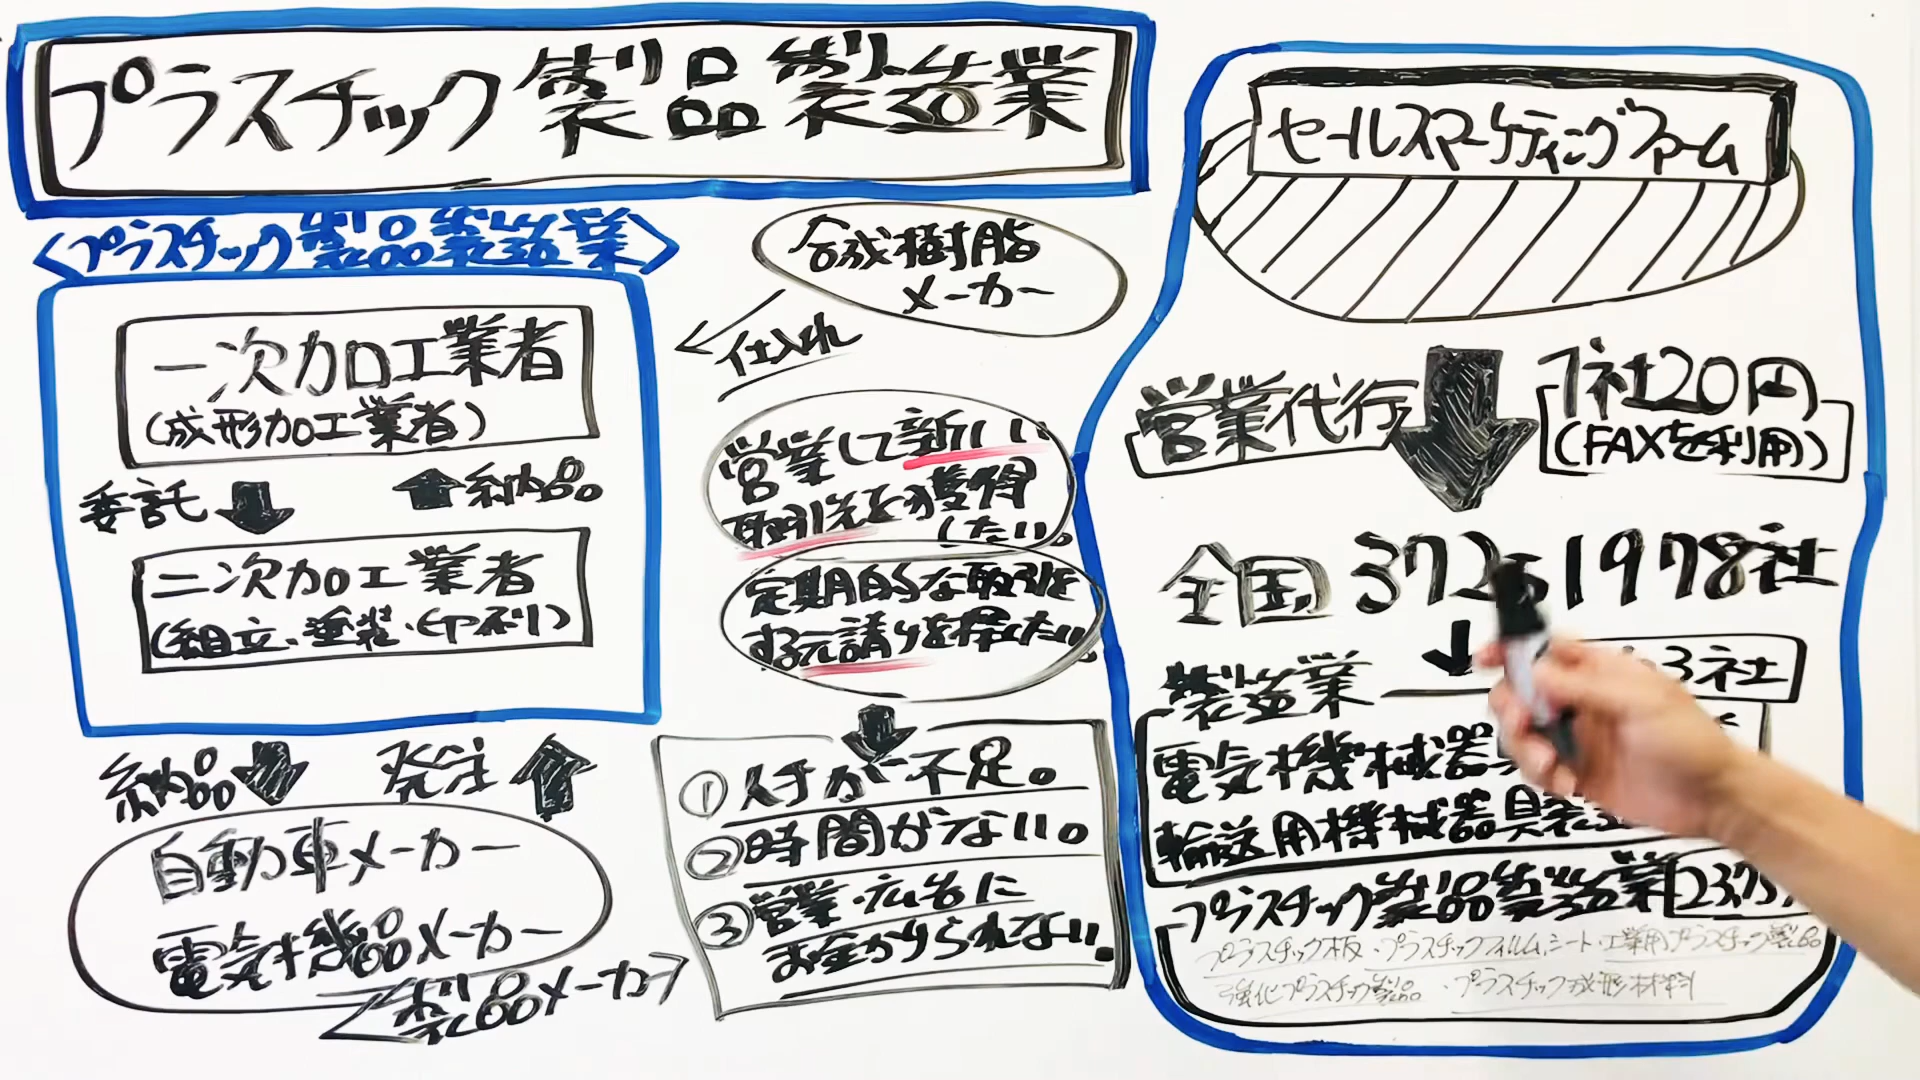 プラスチック製品製造業
<プラスチック製品製造業>
一次加工業者
(成形加工業者)
委託
納品
二次加工業者
(組立、塗装、印刷)
納品
発注
自動車メーカー
電気機器メーカー
<製品メーカー>
合成樹脂
メーカー
仕入れ
営業して新しい
取引先を獲得
したい。
定期的な取引を
する元請けを探したい。
①人手が不足。
②時間がない。
③営業・広告に
お金かけられない。
セールスマーケティングファーム
営業代行
1社20円
(FAXを利用)
全国
1978社
製造業
3社
電気機械器
輸送用機械器具製造
プラスチック製品製造業
プラスチック板・プラスチックフィルム、シート・工業用プラスチック製品
強化プラスチック製品・プラスチック成形材料